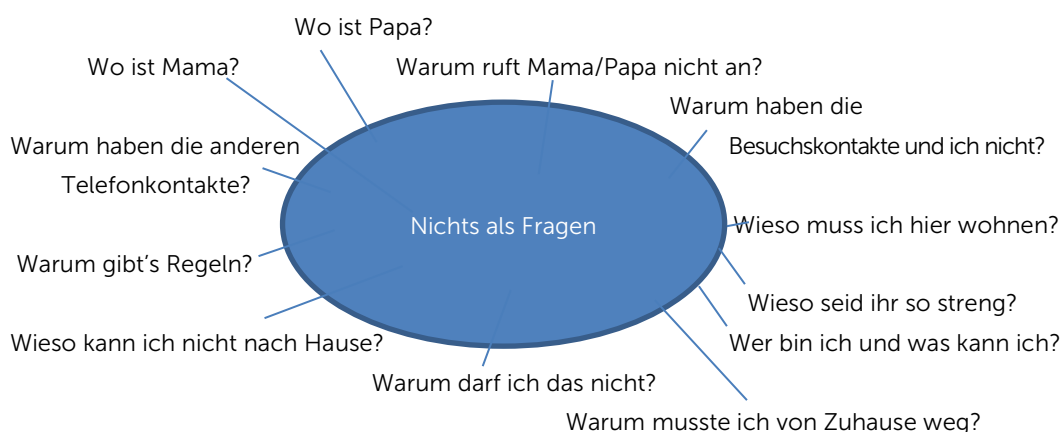 Wo ist Papa?
Wo ist Mama?
Warum ruft Mama/Papa nicht an?
Warum haben die
Besuchskontakte und ich nicht?
Warum haben die anderen
Telefonkontakte?
Nichts als Fragen
Wieso muss ich hier wohnen?
Warum gibt’s Regeln?
Wieso seid ihr so streng?
Wieso kann ich nicht nach Hause?
Wer bin ich und was kann ich?
Warum darf ich das nicht?
Warum musste ich von Zuhause weg?